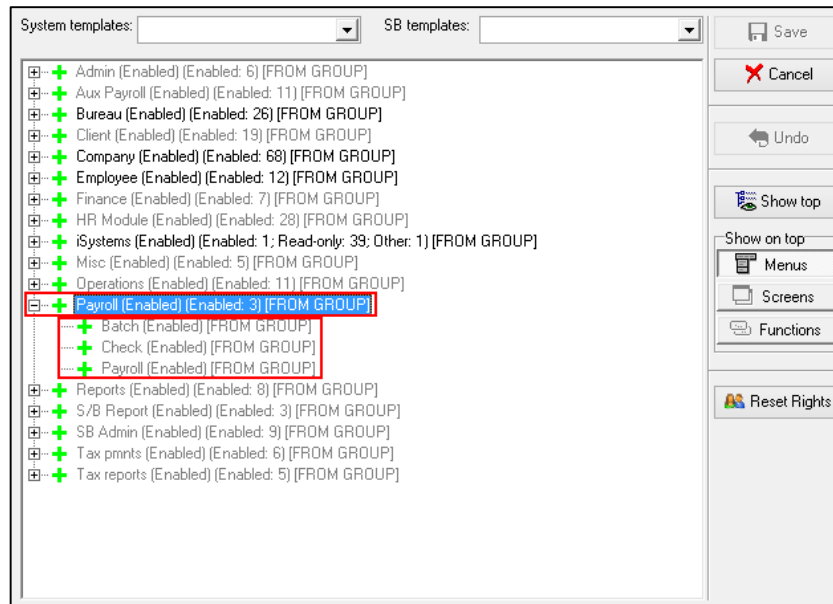 System templates:
SB templates:
Save
Admin (Enabled) (Enabled: 6) [FROM GROUP]
Cancel
Aux Payroll (Enabled) (Enabled: 11) [FROM GROUP]
Bureau (Enabled) (Enabled: 26) [FROM GROUP]
Client (Enabled) (Enabled: 19) [FROM GROUP]
Undo
Company (Enabled) (Enabled: 68) [FROM GROUP]
Employee (Enabled) (Enabled: 12) [FROM GROUP]
Finance (Enabled) (Enabled: 7) [FROM GROUP]
Show top
HR Module (Enabled) (Enabled: 28) [FROM GROUP]
iSystems (Enabled) (Enabled: 1; Read-only: 39; Other: 1) [FROM GROUP]
Show on top
Misc (Enabled) (Enabled: 5) [FROM GROUP]
Menus
Operations (Enabled) (Enabled: 11) [FROM GROUP]
Payroll (Enabled) (Enabled: 3) [FROM GROUP]
Screens
Batch (Enabled) [FROM GROUP]
Functions
Check (Enabled) [FROM GROUP]
Payroll (Enabled) [FROM GROUP]
Reports (Enabled) (Enabled: 8) [FROM GROUP]
Reset Rights
S/B Report (Enabled) (Enabled: 3) [FROM GROUP]
SB Admin (Enabled) (Enabled: 9) [FROM GROUP]
Tax pmnts (Enabled) (Enabled: 6) [FROM GROUP]
Tax reports (Enabled) (Enabled: 5) [FROM GROUP]